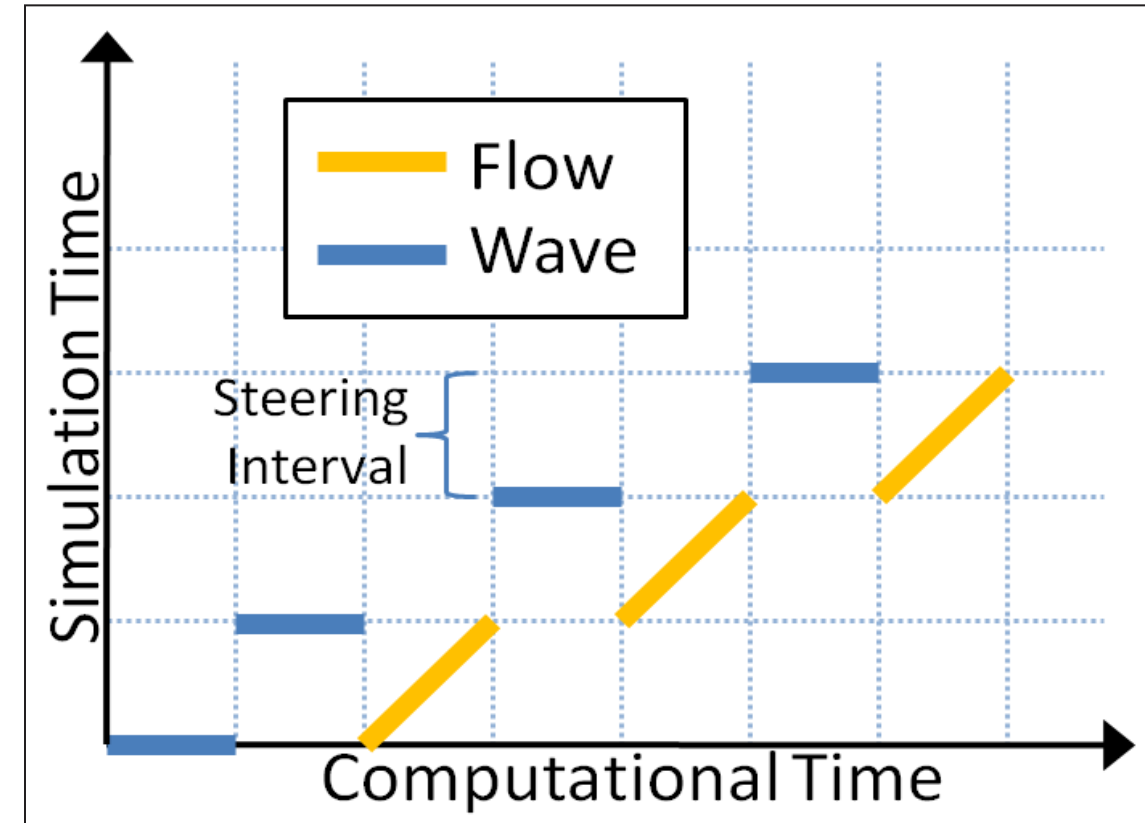 Flow
Wave
Steering
Interval
Simulation Time
Computational Time